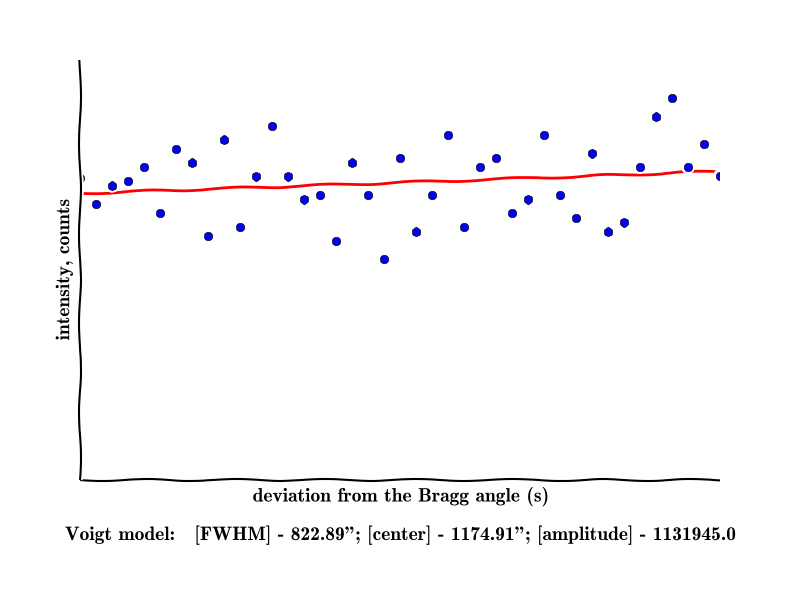 intensity, counts
deviation from the Bragg angle (s)
Voigt model: [FWHM] - 822.89”; [center] - 1174.91”; [amplitude] - 1131945.0